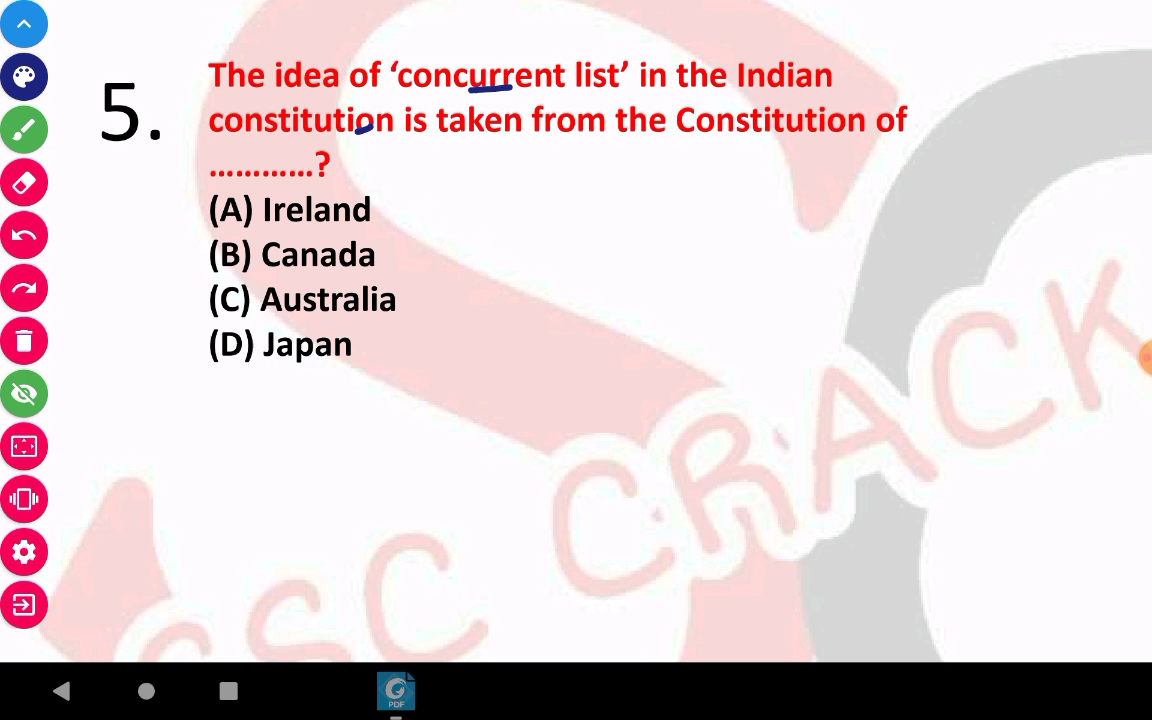 5.
The idea of ‘concurrent list’ in the Indian
constitution is taken from the Constitution of
............?
(A) Ireland
(B) Canada
(C) Australia
(D) Japan
SSC CRACK
PDF